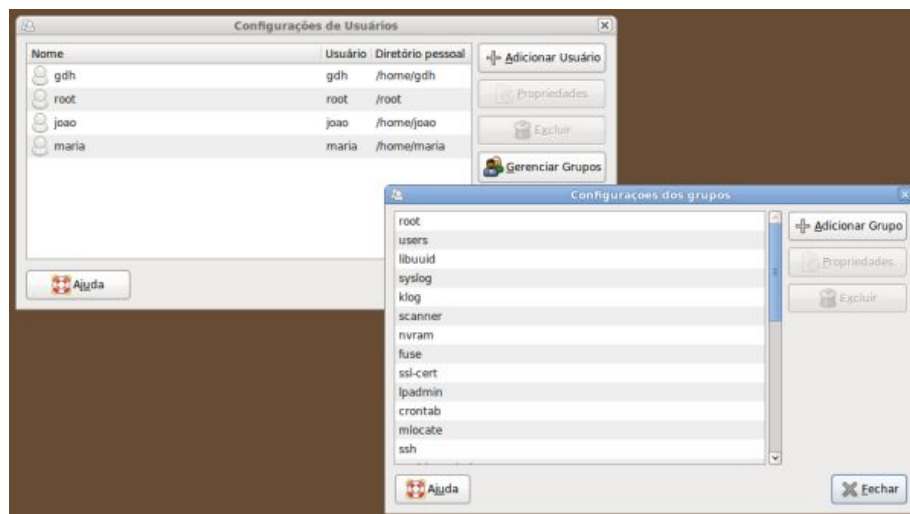 Configurações de Usuários
Nome Usuário Diretório pessoal
gdh gdh /home/gdh
root root /root
joao joao /home/joao
maria maria /home/maria
Adicionar Usuário
Propriedades
Excluir
Gerenciar Grupos
Ajuda
Configurações dos grupos
root
users
libuuid
syslog
klog
scanner
nvram
fuse
ssl-cert
lpadmin
crontab
mlocate
ssh
Adicionar Grupo
Propriedades
Excluir
Ajuda
Fechar